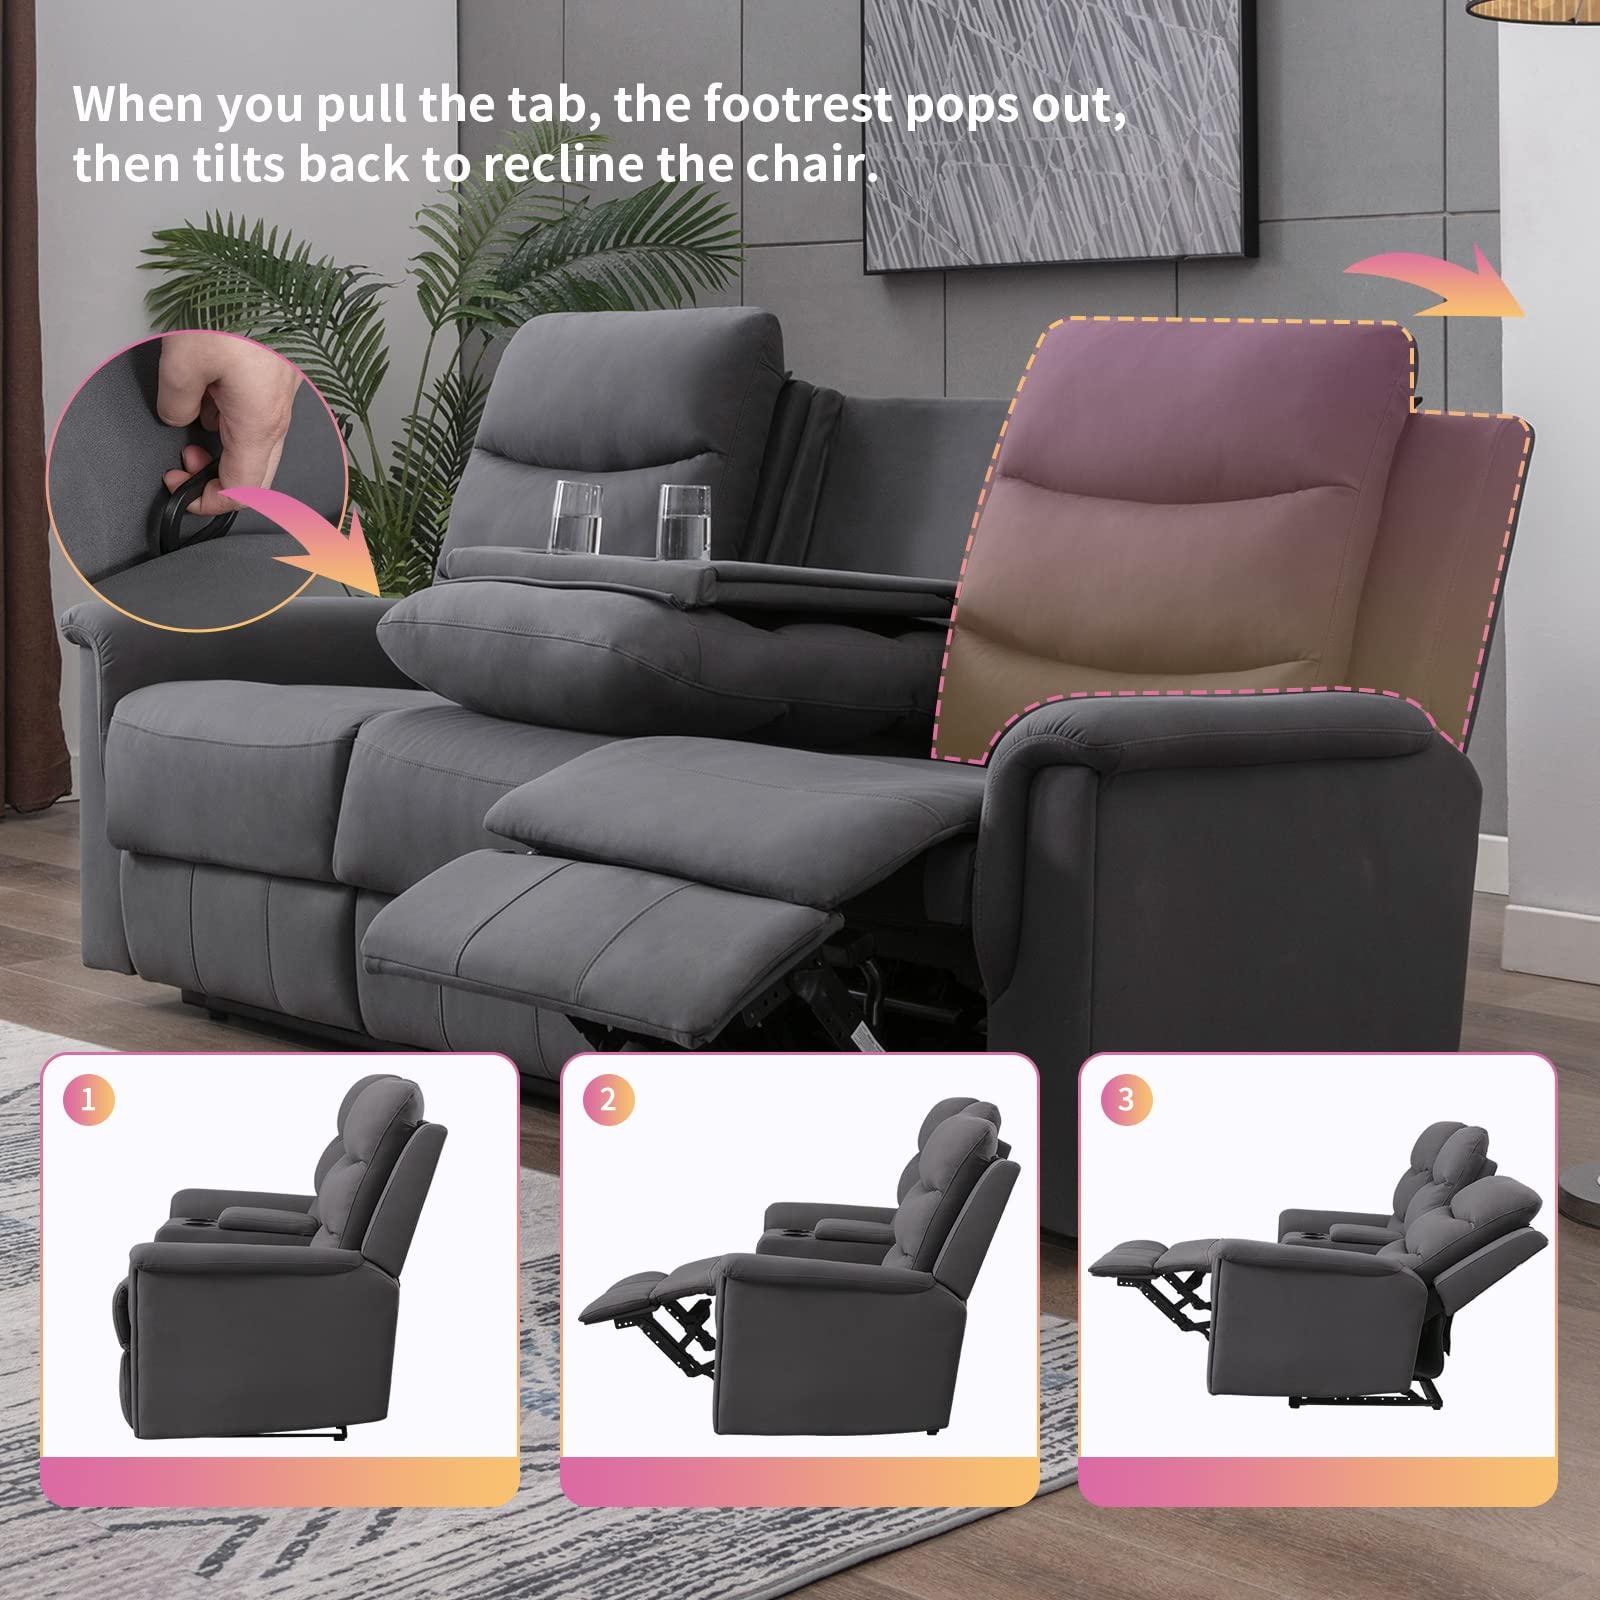 When you pull the tab, the footrest pops out,
then tilts back to recline the chair.
1
2
3